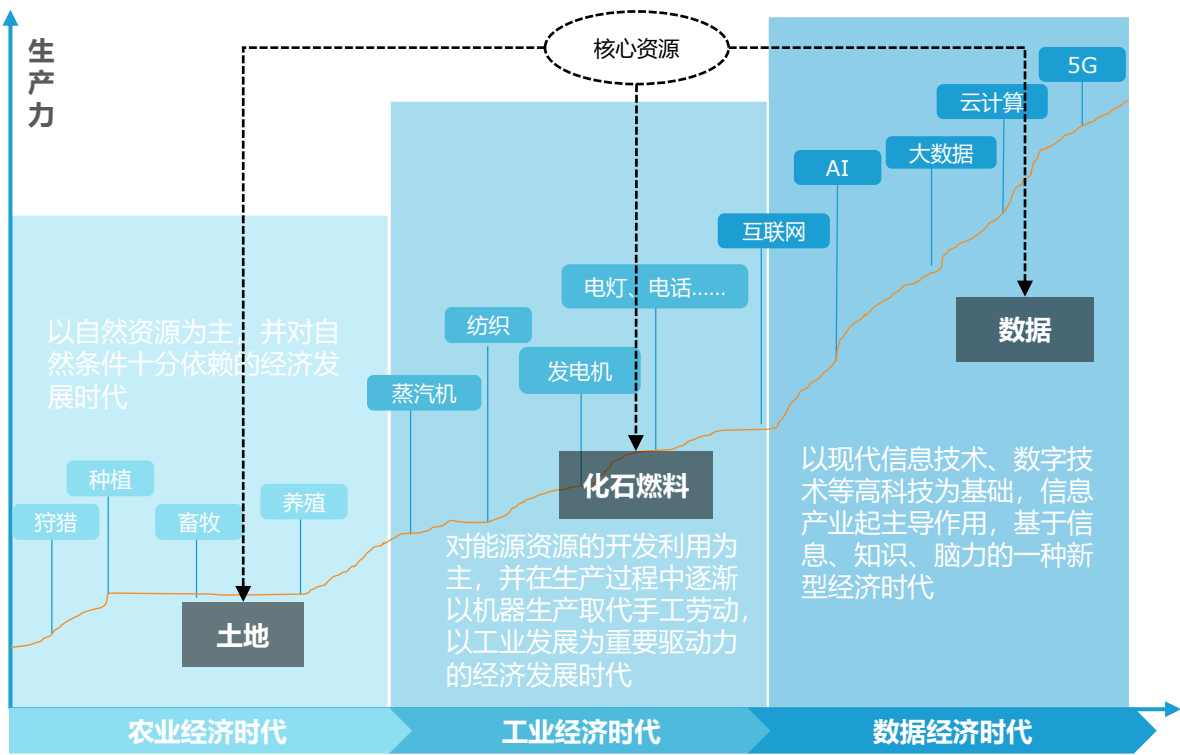 生产力
核心资源
5G
云计算
大数据
AI
互联网
电灯、电话......
纺织
发电机
蒸汽机
数据
以自然资源为主，并对自
然条件十分依赖的经济发
展时代
种植
养殖
狩猎
畜牧
化石燃料
土地
对能源资源的开发利用为
主，并在生产过程中逐渐
以机器生产取代手工劳动，
以工业发展为重要驱动力
的经济发展时代
以现代信息技术、数字技
术等高科技为基础，信息
产业起主导作用，基于信
息、知识、脑力的一种新
型经济时代
农业经济时代
工业经济时代
数据经济时代